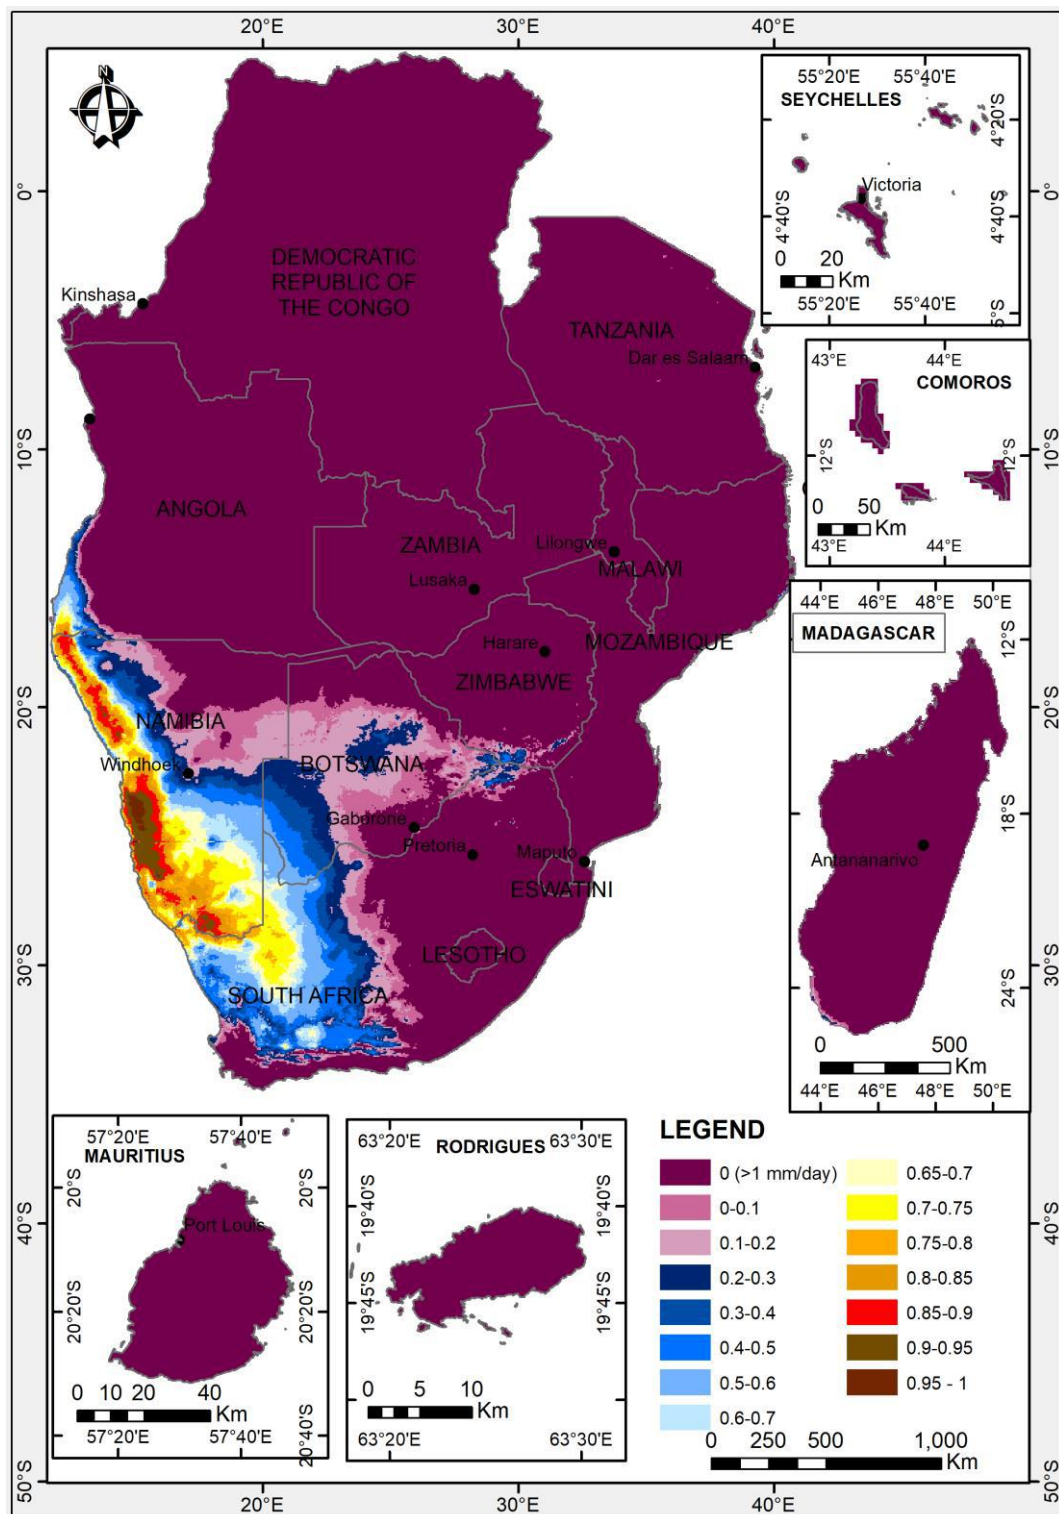 20°E 30°E 40°E
N
0°
10°S
20°S
30°S
40°S
50°S
DEMOCRATIC
REPUBLIC OF
THE CONGO
Kinshasa
TANZANIA
Dar es Salaam
ANGOLA
ZAMBIA
Lusaka
Lilongwe
MALAWI
MOZAMBIQUE
Harare
ZIMBABWE
NAMIBIA
Windhoek
BOTSWANA
Gaborone
Pretoria
Maputo
ESWATINI
LESOTHO
SOUTH AFRICA
55°20'E 55°40'E
SEYCHELLES
4°20'S 4°40'S 5°S
Victoria
4°40'S
0 20
Km
55°20'E 55°40'E
43°E 44°E
COMOROS
12°S 12°S
0 50
Km
43°E 44°E
44°E 46°E 48°E 50°E
MADAGASCAR
12°S
18°S
24°S
Antananarivo
0 500
Km
44°E 46°E 48°E 50°E
0°
10°S
20°S
30°S
40°S
50°S
57°20'E 57°40'E
MAURITIUS
20°S 20°S
Port Louis
20°20'S 20°20'S
0 10 20 40
Km
20°40'S
57°20'E 57°40'E
63°20'E 63°30'E
RODRIGUES
19°40'S 19°40'S
19°45'S 19°45'S
0 5 10
Km
63°20'E 63°30'E
LEGEND
0 (>1 mm/day)
0-0.1
0.1-0.2
0.2-0.3
0.3-0.4
0.4-0.5
0.5-0.6
0.6-0.7
0.65-0.7
0.7-0.75
0.75-0.8
0.8-0.85
0.85-0.9
0.9-0.95
0.95 - 1
0 250 500 1,000
Km
20°E 30°E 40°E